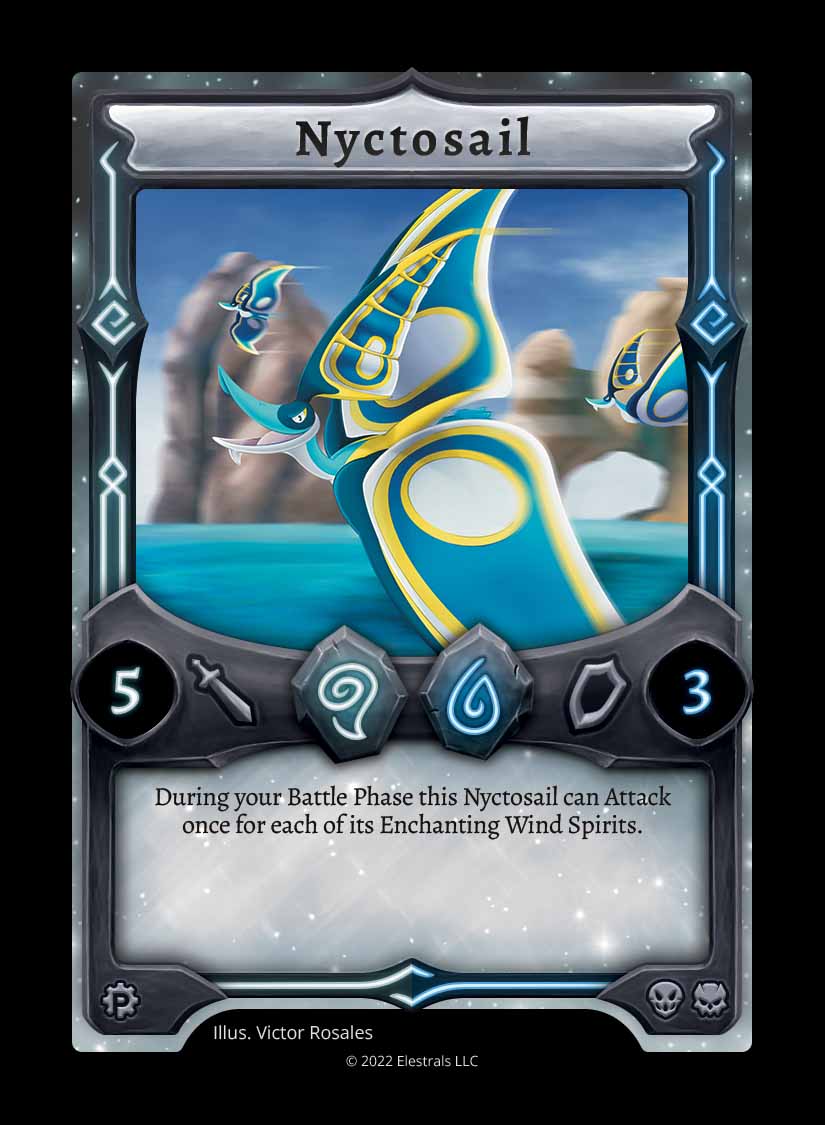 Nyctosail
5
3
During your Battle Phase this Nyctosail can Attack
once for each of its Enchanting Wind Spirits.
P
Illus. Victor Rosales
© 2022 Elestrals LLC